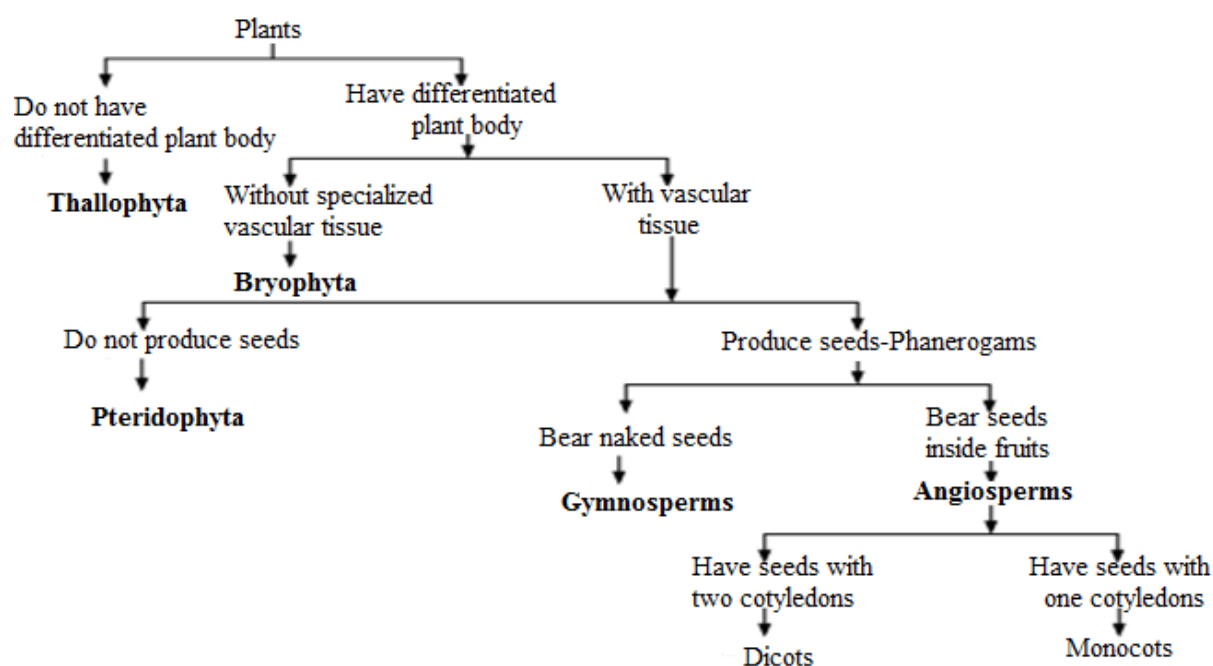 Plants
Do not have
differentiated plant body
Have differentiated
plant body
Thallophyta
Without specialized
vascular tissue
With vascular
tissue
Bryophyta
Do not produce seeds
Produce seeds-Phanerogams
Pteridophyta
Bear naked seeds
Bear seeds
inside fruits
Gymnosperms
Angiosperms
Have seeds with
two cotyledons
Have seeds with
one cotyledons
Dicots
Monocots